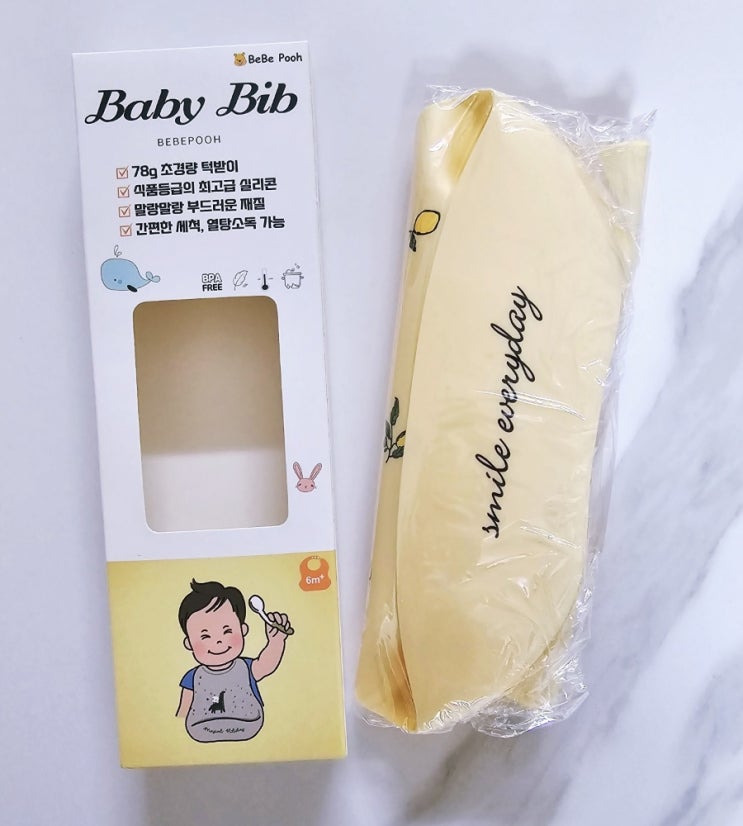 BeBe Pooh
Baby Bib
BEBEPOOH
78g 초경량 턱받이
식품등급의 최고급 실리콘
말랑말랑 부드러운 재질
간편한 세척, 열탕소독 가능
BPA
FREE
6m+
smile everyday